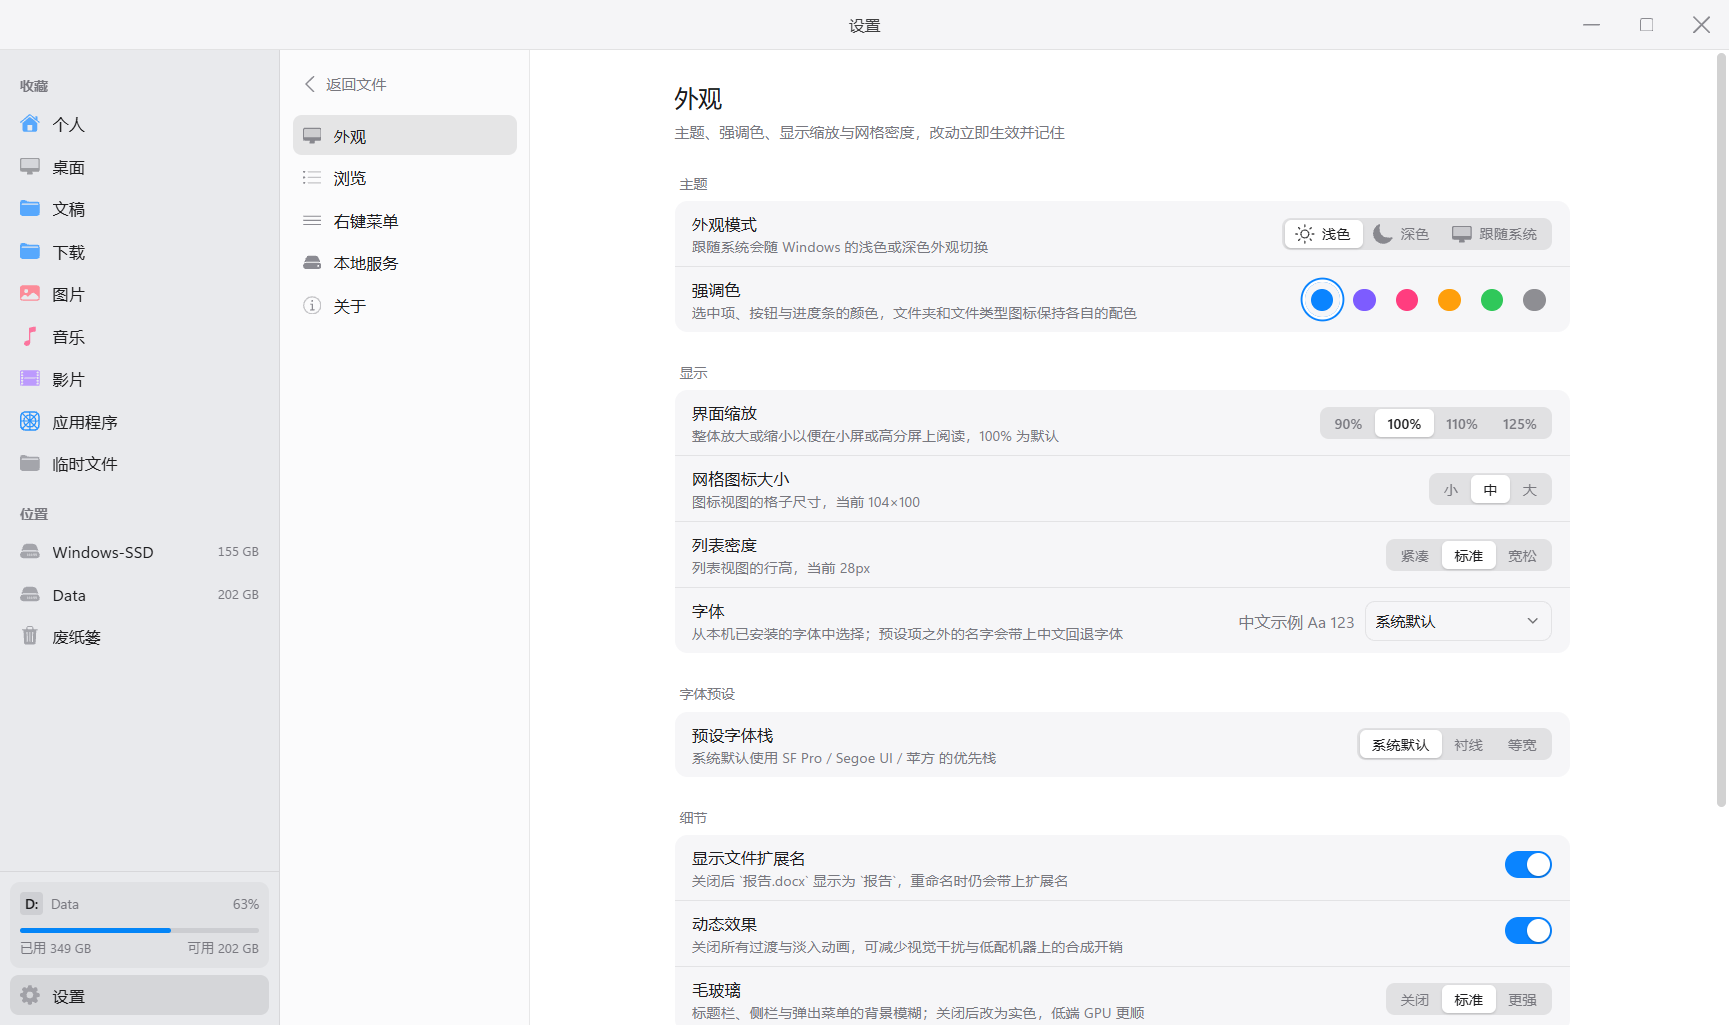 设置
收藏
个人
桌面
文稿
下载
图片
音乐
影片
应用程序
临时文件
位置
Windows-SSD 155 GB
Data 202 GB
废纸篓
D: Data 63%
已用 349 GB 可用 202 GB
设置
返回文件
外观
浏览
右键菜单
本地服务
关于
外观
主题、强调色、显示缩放与网格密度，改动立即生效并记住
主题
外观模式
跟随系统会随 Windows 的浅色或深色外观切换
浅色 深色 跟随系统
强调色
选中项、按钮与进度条的颜色，文件夹和文件类型图标保持各自的配色
显示
界面缩放
整体放大或缩小以便在小屏或高分屏上阅读，100% 为默认
90% 100% 110% 125%
网格图标大小
图标视图的格子尺寸，当前 104×100
小 中 大
列表密度
列表视图的行高，当前 28px
紧凑 标准 宽松
字体
从本机已安装的字体中选择；预设项之外的名字会带上中文回退字体
中文示例 Aa 123 系统默认
字体预设
预设字体栈
系统默认使用 SF Pro / Segoe UI / 苹方 的优先栈
系统默认 衬线 等宽
细节
显示文件扩展名
关闭后 `报告.docx` 显示为 `报告`，重命名时仍会带上扩展名
动态效果
关闭所有过渡与淡入动画，可减少视觉干扰与低配机器上的合成开销
毛玻璃
标题栏、侧栏与弹出菜单的背景模糊；关闭后改为实色，低端 GPU 更顺
关闭 标准 更强